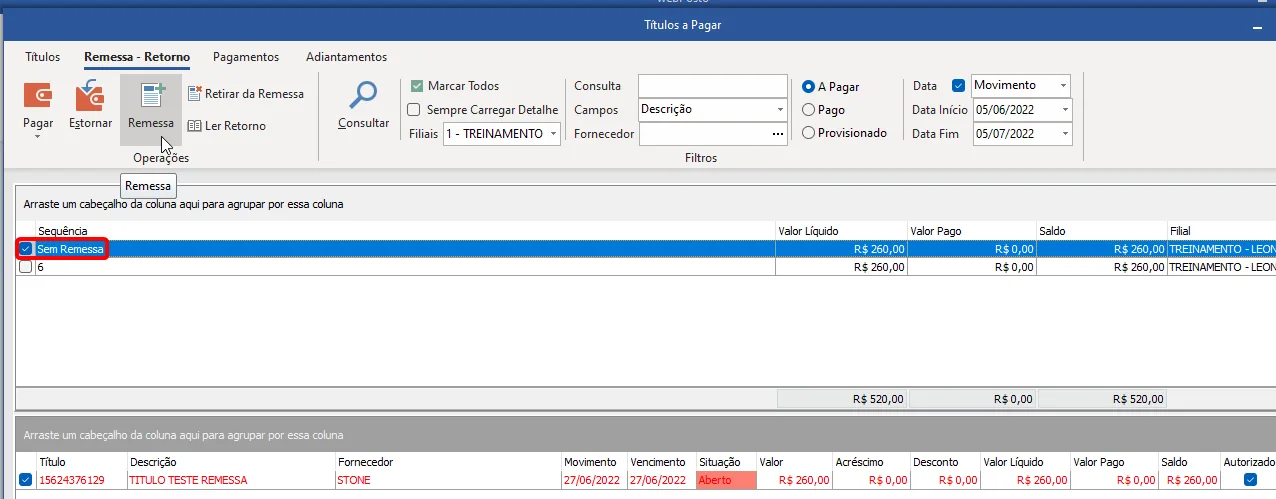 webPosto
Títulos a Pagar
Títulos Remessa - Retorno Pagamentos Adiantamentos
Pagar Estornar Remessa
Retirar da Remessa
Ler Retorno
Operações
Consultar
Marcar Todos
Sempre Carregar Detalhe
Filiais 1 - TREINAMENTO
Consulta
Campos Descrição
Fornecedor ...
A Pagar
Pago
Provisionado
Data Movimento
Data Início 05/06/2022
Data Fim 05/07/2022
Filtros
Remessa
Arraste um cabeçalho da coluna aqui para agrupar por essa coluna
Sequência Valor Líquido Valor Pago Saldo Filial
Sem Remessa R$ 260,00 R$ 0,00 R$ 260,00 TREINAMENTO - LEON
6 R$ 260,00 R$ 0,00 R$ 260,00 TREINAMENTO - LEON
R$ 520,00 R$ 0,00 R$ 520,00
Arraste um cabeçalho da coluna aqui para agrupar por essa coluna
Título Descrição Fornecedor Movimento Vencimento Situação Valor Acréscimo Desconto Valor Líquido Valor Pago Saldo Autorizado
15624376129 TITULO TESTE REMESSA STONE 27/06/2022 27/06/2022 Aberto R$ 260,00 R$ 0,00 R$ 0,00 R$ 260,00 R$ 0,00 R$ 260,00